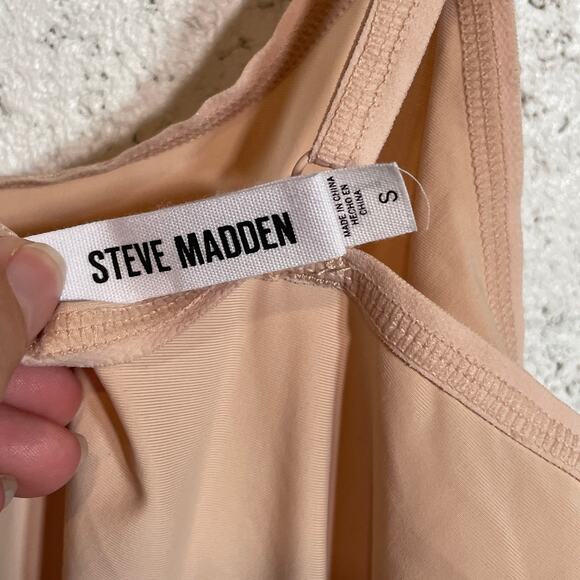 STEVE MADDEN
MADE IN CHINA
HECHO EN
CHINA
S